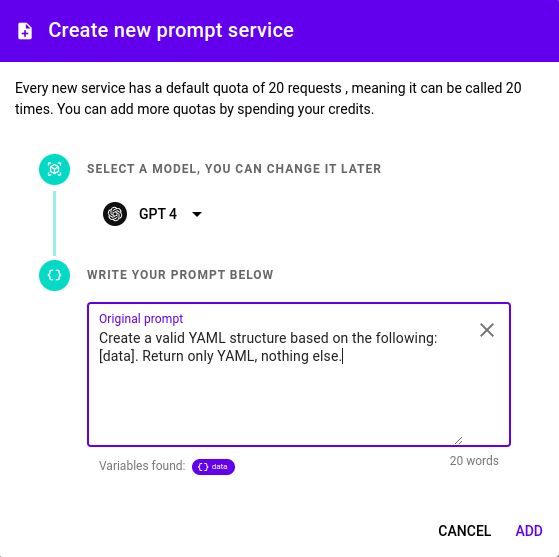 Create new prompt service
Every new service has a default quota of 20 requests , meaning it can be called 20
times. You can add more quotas by spending your credits.
SELECT A MODEL, YOU CAN CHANGE IT LATER
GPT 4
WRITE YOUR PROMPT BELOW
Original prompt
Create a valid YAML structure based on the following:
[data]. Return only YAML, nothing else.
Variables found: {} data
20 words
CANCEL ADD